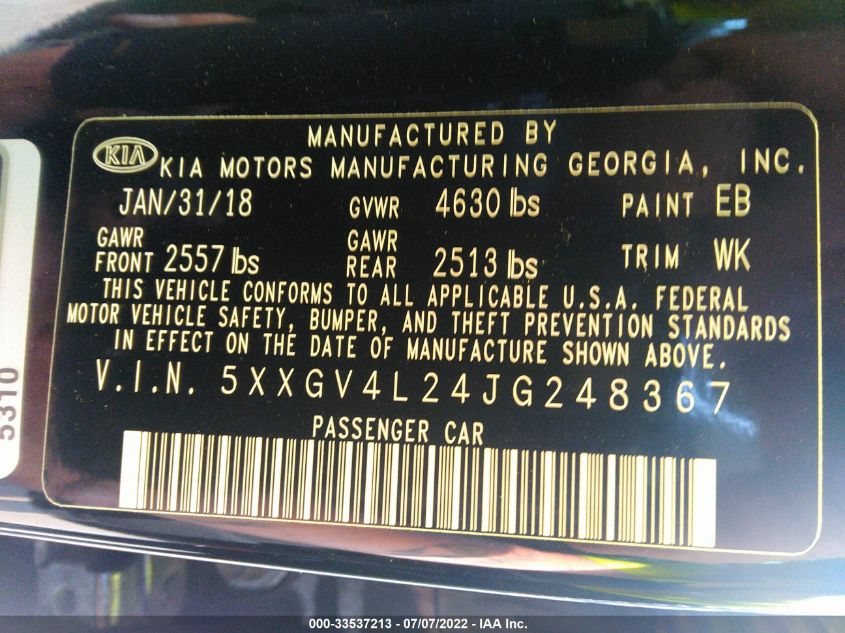 MANUFACTURED BY
KIA KIA MOTORS MANUFACTURING GEORGIA, INC.
JAN/31/18 GVWR 4630 lbs PAINT EB
GAWR FRONT 2557 lbs GAWR REAR 2513 lbs TRIM WK
THIS VEHICLE CONFORMS TO ALL APPLICABLE U.S.A. FEDERAL
MOTOR VEHICLE SAFETY, BUMPER, AND THEFT PREVENTION STANDARDS
IN EFFECT ON THE DATE OF MANUFACTURE SHOWN ABOVE.
V.I.N. 5XXGV4L24JG248367
PASSENGER CAR
5310
000-33537213 - 07/07/2022 - IAA Inc.